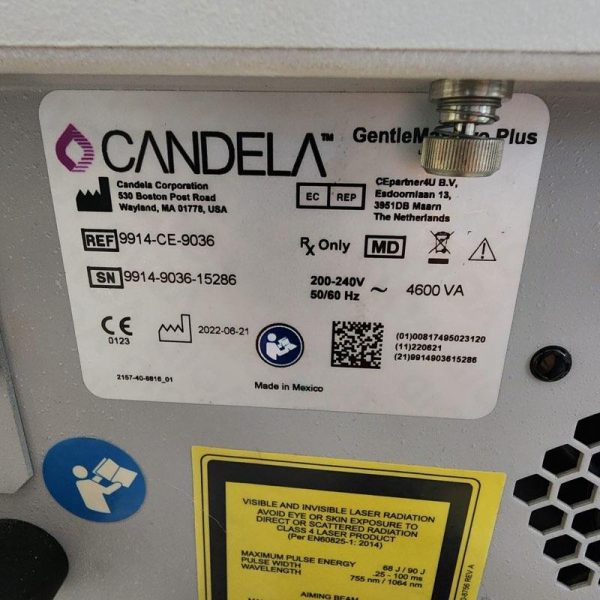 CANDELA™
GentleMa Plus
Candela Corporation
530 Boston Post Road
Wayland, MA 01778, USA
EC REP
CEpartner4U B.V,
Esdoornlaan 13,
3951DB Maarn
The Netherlands
REF 9914-CE-9036
Rx Only
MD
SN 9914-9036-15286
200-240V ~ 4600 VA
50/60 Hz
CE
0123
2022-06-21
(01)00817495023120
(11)220621
(21)9914903615286
2157-40-8816_01
Made in Mexico
VISIBLE AND INVISIBLE LASER RADIATION
AVOID EYE OR SKIN EXPOSURE TO
DIRECT OR SCATTERED RADIATION
CLASS 4 LASER PRODUCT
(Per EN60825-1: 2014)
MAXIMUM PULSE ENERGY 68 J / 90 J
PULSE WIDTH .25 - 100 ms
WAVELENGTH 755 nm / 1064 nm
AIMING BEAM